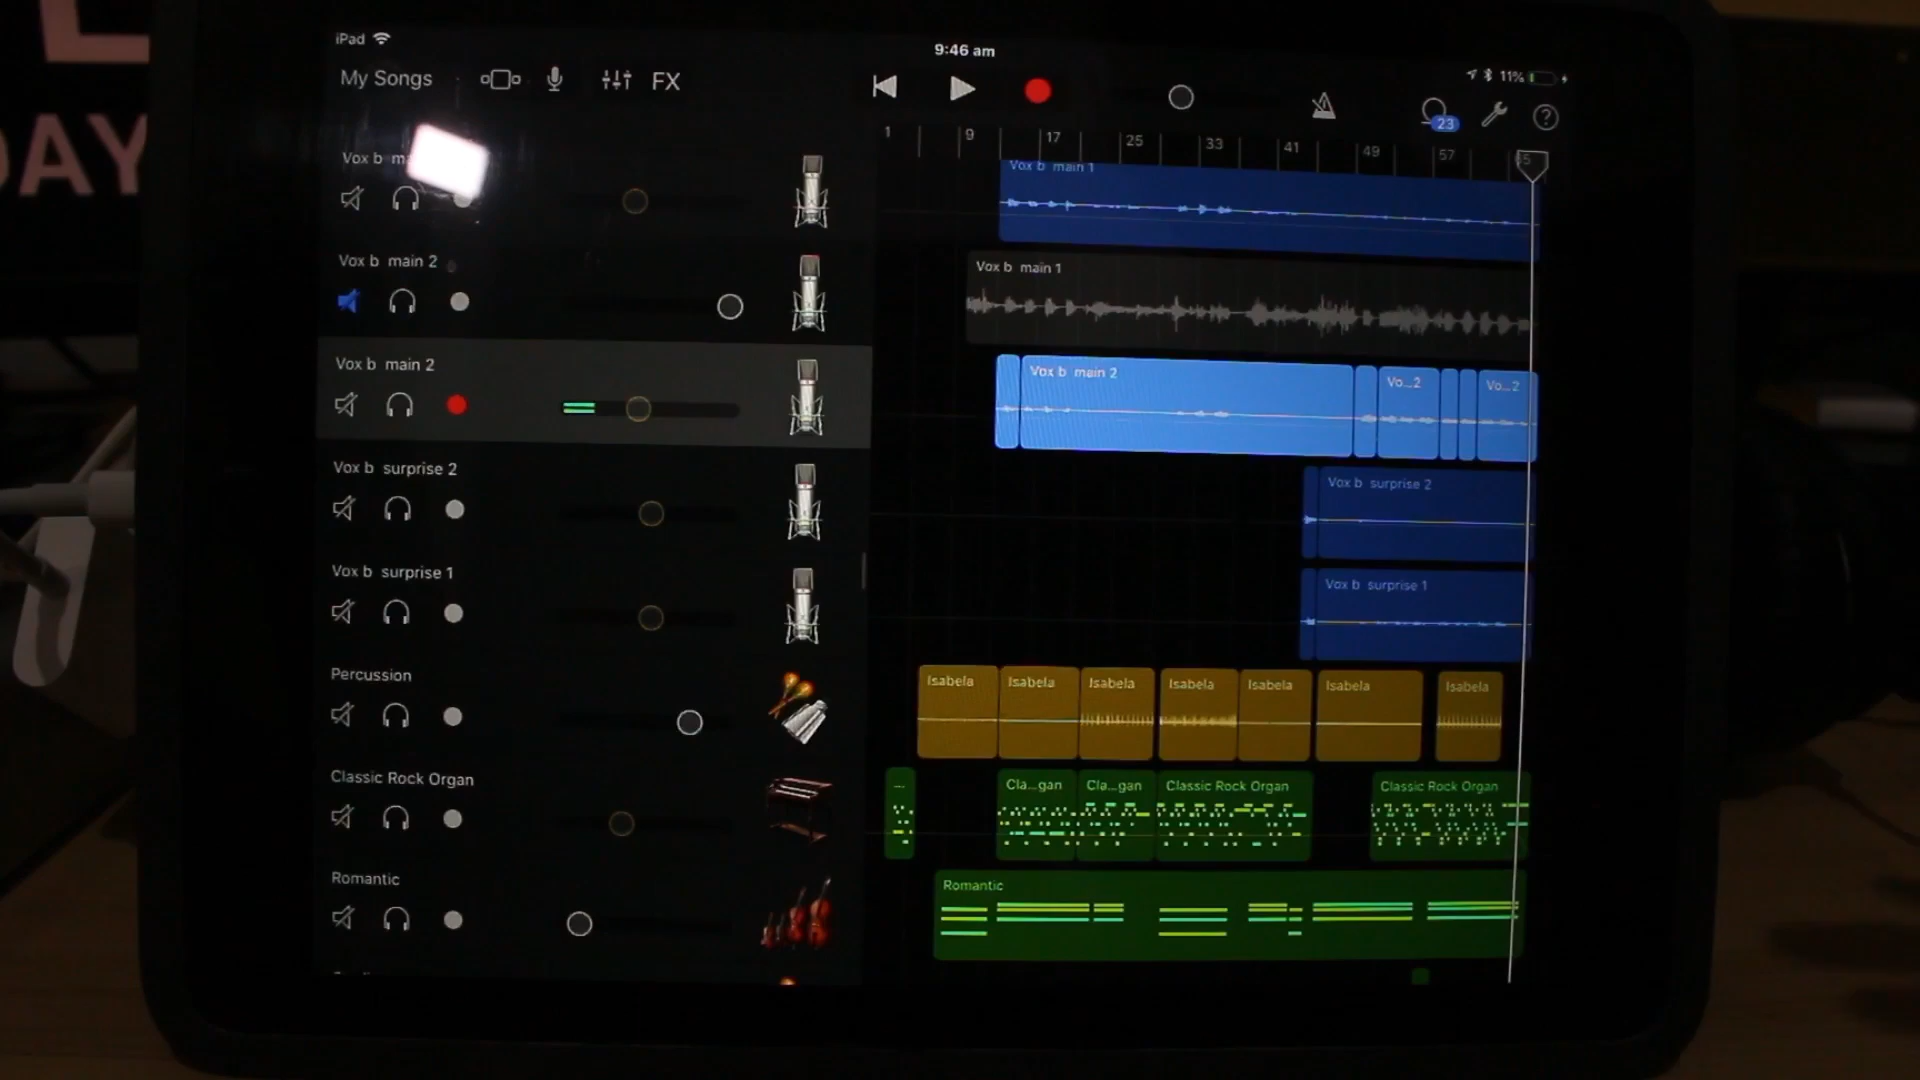 iPad
9:46 am
11%
My Songs
FX
23
1 9 17 25 33 41 49 57 65
DAY
Vox b
Vox b main 1
Vox b main 2
Vox b main 1
Vox b main 2
Vox b main 2
Vo...2
Vo...2
Vox b surprise 2
Vox b surprise 2
Vox b surprise 1
Vox b surprise 1
Percussion
Isabela
Isabela
Isabela
Isabela
Isabela
Isabela
Isabela
Classic Rock Organ
...
Cla...gan
Cla...gan
Classic Rock Organ
Classic Rock Organ
Romantic
Romantic